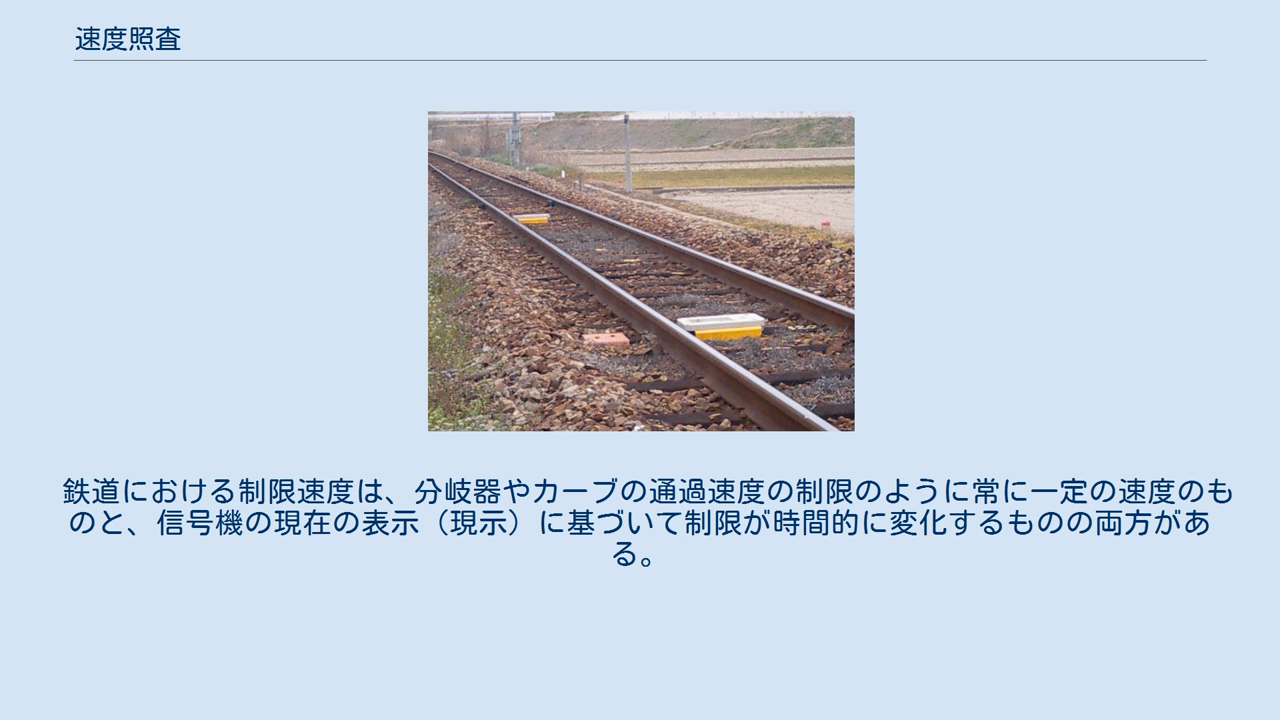 速度照査
鉄道における制限速度は、分岐器やカーブの通過速度の制限のように常に一定の速度のも
のと、信号機の現在の表示（現示）に基づいて制限が時間的に変化するものの両方があ
る。